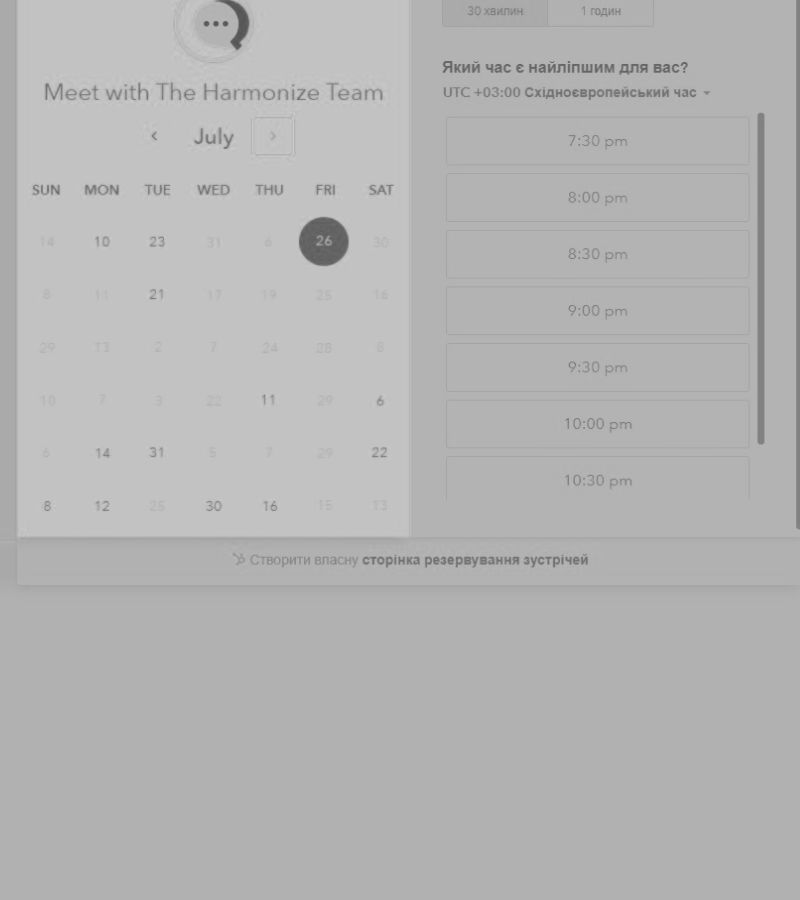 30 хвилин 1 годин
Meet with The Harmonize Team
July
SUN MON TUE WED THU FRI SAT
14 10 23 31 6 26 30
8 11 21 17 19 25 16
29 13 2 7 24 28 8
10 7 3 22 11 29 6
6 14 31 5 7 29 22
8 12 25 30 16 15 13
Який час є найліпшим для вас?
UTC +03:00 Східноєвропейський час
7:30 pm
8:00 pm
8:30 pm
9:00 pm
9:30 pm
10:00 pm
10:30 pm
Створити власну сторінка резервування зустрічей